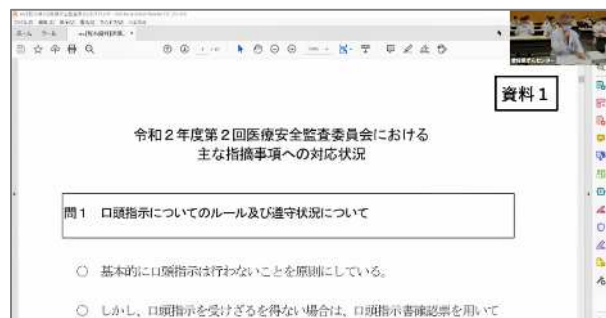 資料1
令和2年度第2回医療安全監査委員会における
主な指摘事項への対応状況
問1　口頭指示についてのルール及び遵守状況について
○　基本的に口頭指示は行わないことを原則にしている。
○　しかし、口頭指示を受けざるを得ない場合は、口頭指示書確認票を用いて